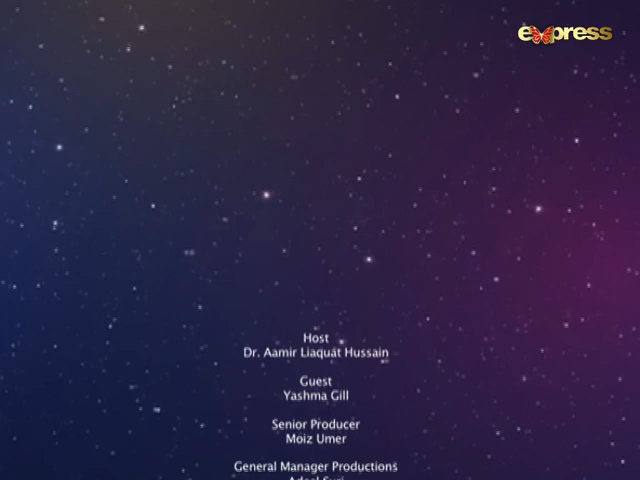 express
Host
Dr. Aamir Liaquat Hussain
Guest
Yashma Gill
Senior Producer
Moiz Umer
General Manager Productions